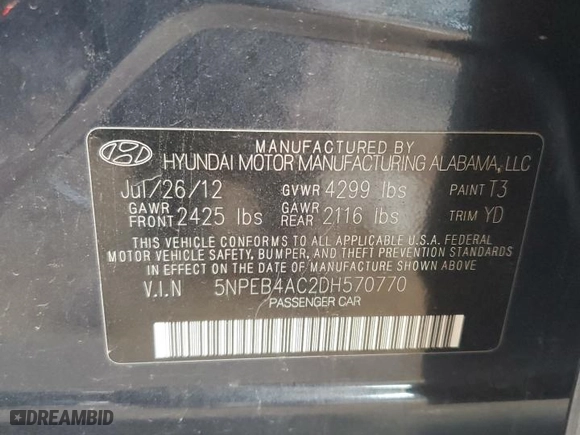 MANUFACTURED BY
HYUNDAI MOTOR MANUFACTURING ALABAMA, LLC
Jul/26/12 GVWR 4299 lbs PAINT T3
GAWR FRONT 2425 lbs GAWR REAR 2116 lbs TRIM YD
THIS VEHICLE CONFORMS TO ALL APPLICABLE U.S.A. FEDERAL
MOTOR VEHICLE SAFETY, BUMPER, AND THEFT PREVENTION
STANDARDS IN EFFECT ON THE DATE OF MANUFACTURE SHOWN ABOVE.
V.I.N 5NPEB4AC2DH570770
PASSENGER CAR
DREAMBID